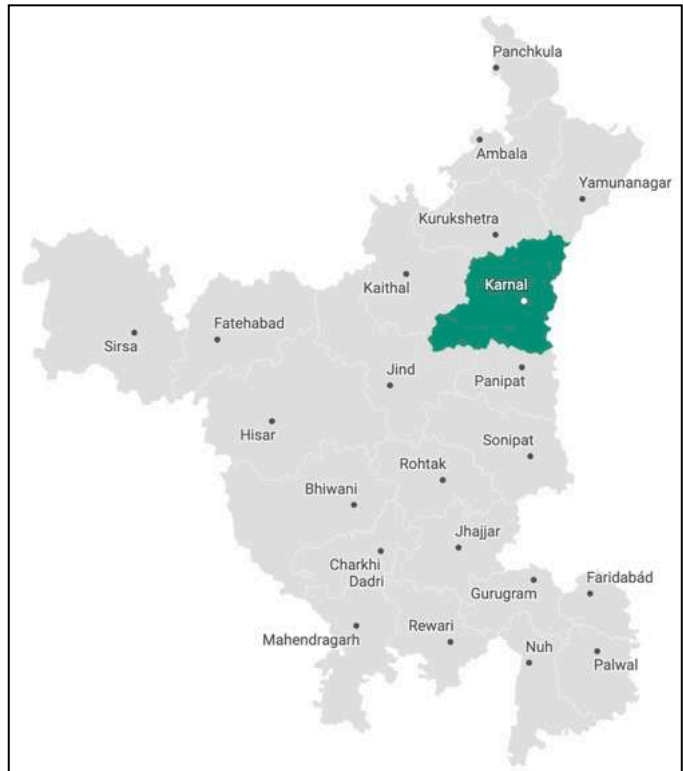 Panchkula
Ambala
Yamunanagar
Kurukshetra
Kaithal
Karnal
Fatehabad
Sirsa
Jind
Panipat
Hisar
Sonipat
Rohtak
Bhiwani
Jhajjar
Charkhi
Dadri
Faridabád
Gurugram
Mahendragarh
Rewari
Nuh
Palwal